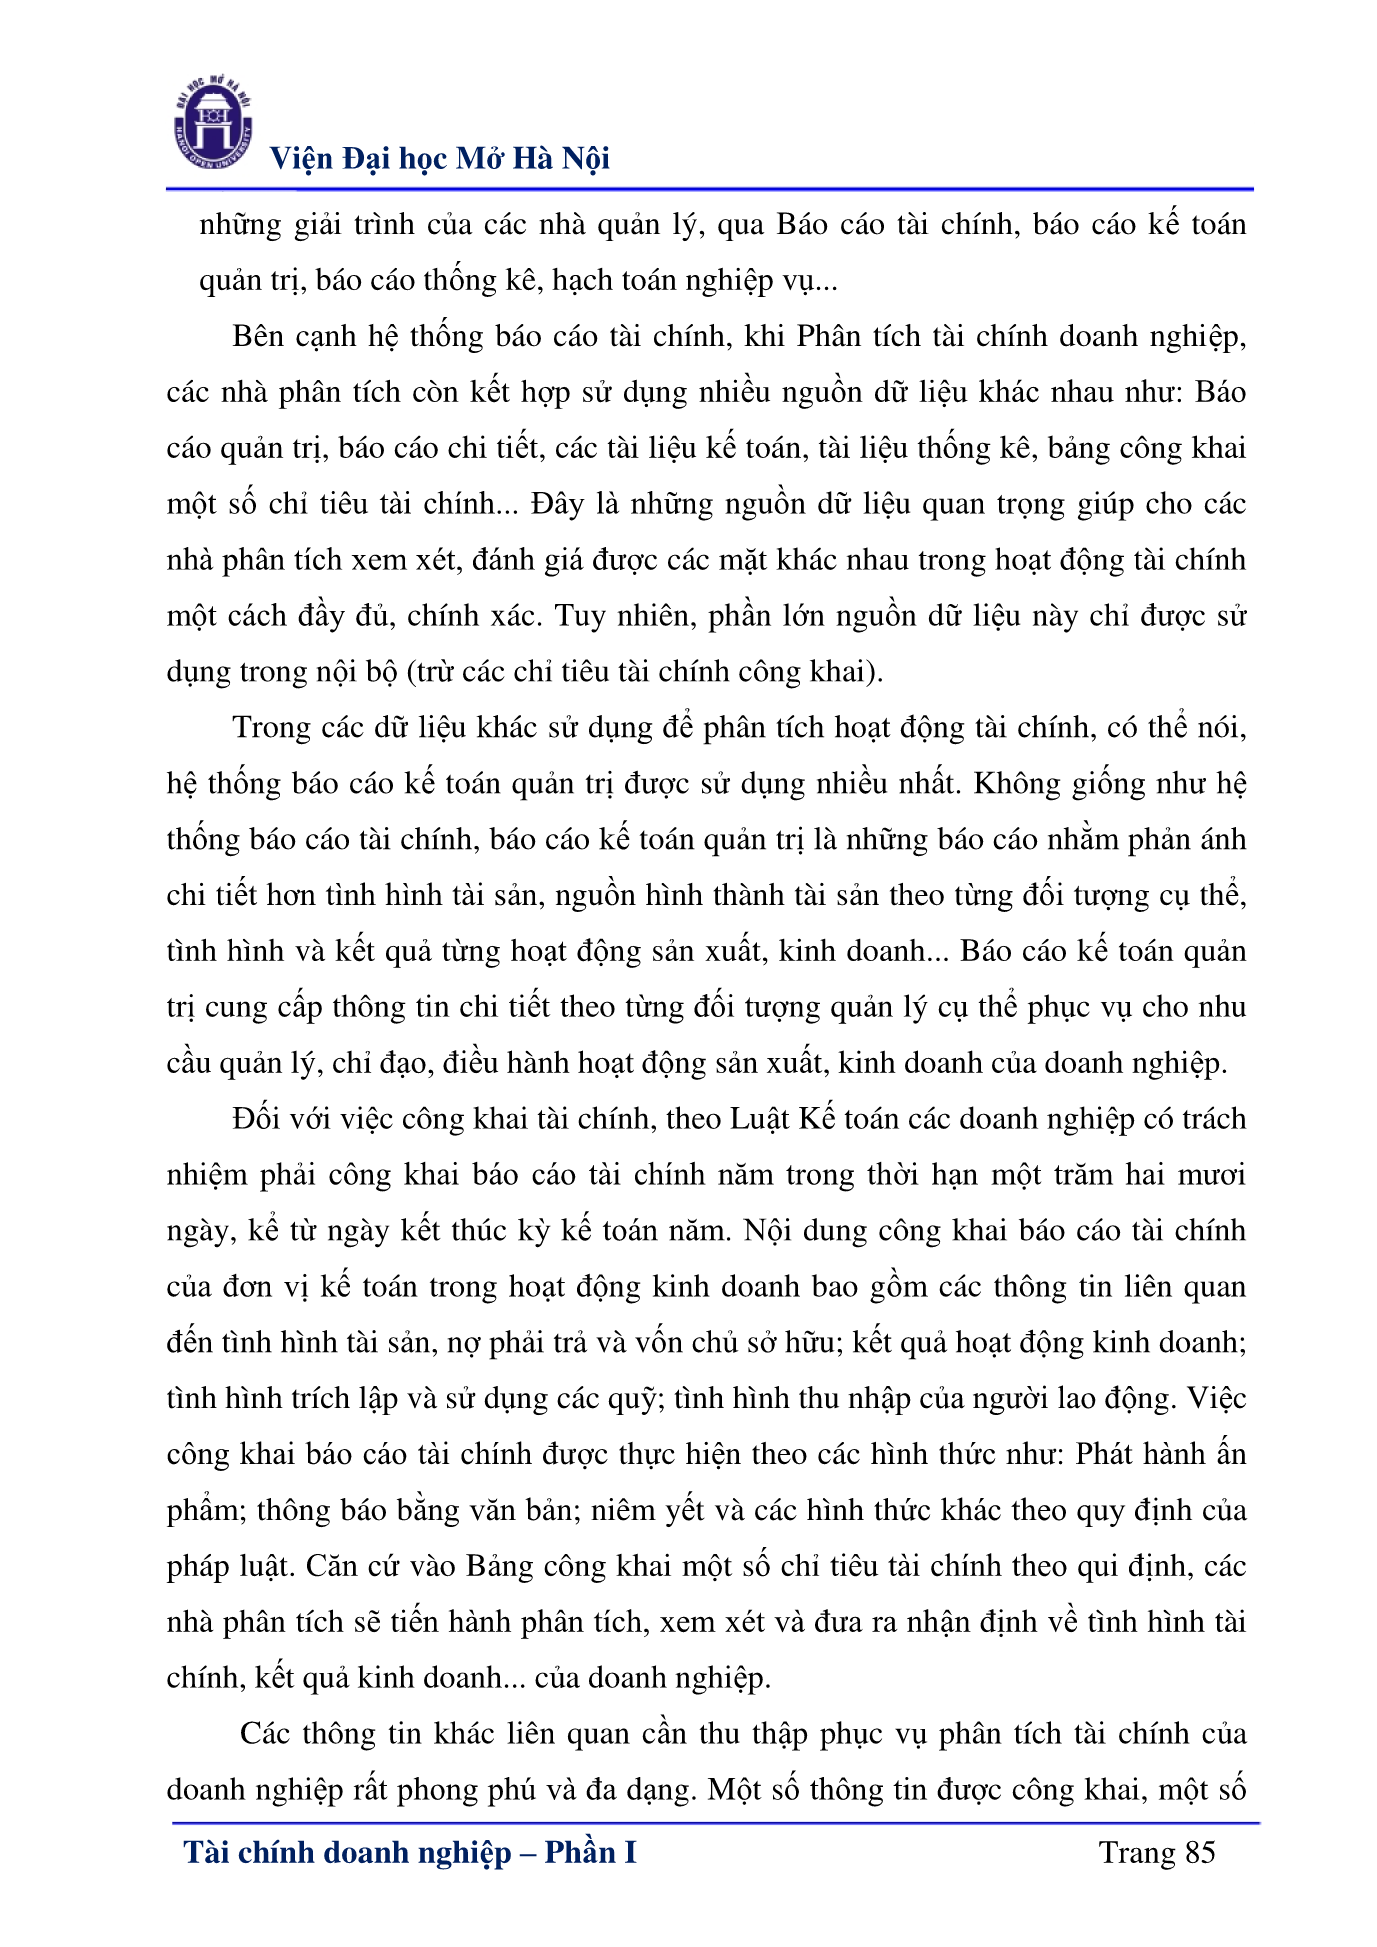 ĐẠI HỌC MỞ HÀ NỘI
HANOI OPEN UNIVERSITY
Viện Đại học Mở Hà Nội
những giải trình của các nhà quản lý, qua Báo cáo tài chính, báo cáo kế toán
quản trị, báo cáo thống kê, hạch toán nghiệp vụ...
Bên cạnh hệ thống báo cáo tài chính, khi Phân tích tài chính doanh nghiệp,
các nhà phân tích còn kết hợp sử dụng nhiều nguồn dữ liệu khác nhau như: Báo
cáo quản trị, báo cáo chi tiết, các tài liệu kế toán, tài liệu thống kê, bảng công khai
một số chỉ tiêu tài chính... Đây là những nguồn dữ liệu quan trọng giúp cho các
nhà phân tích xem xét, đánh giá được các mặt khác nhau trong hoạt động tài chính
một cách đầy đủ, chính xác. Tuy nhiên, phần lớn nguồn dữ liệu này chỉ được sử
dụng trong nội bộ (trừ các chỉ tiêu tài chính công khai).
Trong các dữ liệu khác sử dụng để phân tích hoạt động tài chính, có thể nói,
hệ thống báo cáo kế toán quản trị được sử dụng nhiều nhất. Không giống như hệ
thống báo cáo tài chính, báo cáo kế toán quản trị là những báo cáo nhằm phản ánh
chi tiết hơn tình hình tài sản, nguồn hình thành tài sản theo từng đối tượng cụ thể,
tình hình và kết quả từng hoạt động sản xuất, kinh doanh... Báo cáo kế toán quản
trị cung cấp thông tin chi tiết theo từng đối tượng quản lý cụ thể phục vụ cho nhu
cầu quản lý, chỉ đạo, điều hành hoạt động sản xuất, kinh doanh của doanh nghiệp.
Đối với việc công khai tài chính, theo Luật Kế toán các doanh nghiệp có trách
nhiệm phải công khai báo cáo tài chính năm trong thời hạn một trăm hai mươi
ngày, kể từ ngày kết thúc kỳ kế toán năm. Nội dung công khai báo cáo tài chính
của đơn vị kế toán trong hoạt động kinh doanh bao gồm các thông tin liên quan
đến tình hình tài sản, nợ phải trả và vốn chủ sở hữu; kết quả hoạt động kinh doanh;
tình hình trích lập và sử dụng các quỹ; tình hình thu nhập của người lao động. Việc
công khai báo cáo tài chính được thực hiện theo các hình thức như: Phát hành ấn
phẩm; thông báo bằng văn bản; niêm yết và các hình thức khác theo quy định của
pháp luật. Căn cứ vào Bảng công khai một số chỉ tiêu tài chính theo qui định, các
nhà phân tích sẽ tiến hành phân tích, xem xét và đưa ra nhận định về tình hình tài
chính, kết quả kinh doanh... của doanh nghiệp.
Các thông tin khác liên quan cần thu thập phục vụ phân tích tài chính của
doanh nghiệp rất phong phú và đa dạng. Một số thông tin được công khai, một số
Tài chính doanh nghiệp – Phần I Trang 85